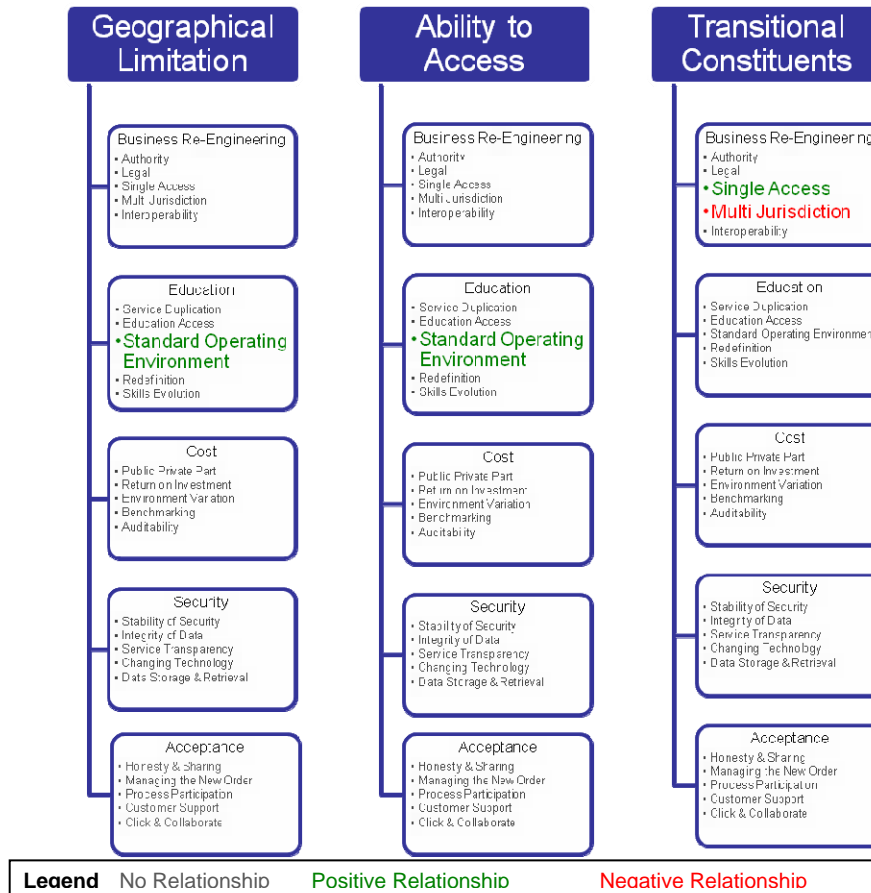 Geographical
Limitation
Business Re-Engineering
• Authority
• Legal
• Single Access
• Multi Jurisdiction
• Interoperability
Education
• Service Duplication
• Education Access
• Standard Operating
Environment
• Redefinition
• Skills Evolution
Cost
• Public Private Part
• Return on Investment
• Environment Variation
• Benchmarking
• Auditability
Security
• Stability of Security
• Integrity of Data
• Service Transparency
• Changing Technology
• Data Storage & Retrieval
Acceptance
• Honesty & Sharing
• Managing the New Order
• Process Participation
• Customer Support
• Click & Collaborate
Ability to
Access
Business Re-Engineering
• Authority
• Legal
• Single Access
• Multi Jurisdiction
• Interoperability
Education
• Service Duplication
• Education Access
• Standard Operating
Environment
• Redefinition
• Skills Evolution
Cost
• Public Private Part
• Return on Investment
• Environment Variation
• Benchmarking
• Auditability
Security
• Stability of Security
• Integrity of Data
• Service Transparency
• Changing Technology
• Data Storage & Retrieval
Acceptance
• Honesty & Sharing
• Managing the New Order
• Process Participation
• Customer Support
• Click & Collaborate
Transitional
Constituents
Business Re-Engineering
• Authority
• Legal
• Single Access
• Multi Jurisdiction
• Interoperability
Education
• Service Duplication
• Education Access
• Standard Operating Environment
• Redefinition
• Skills Evolution
Cost
• Public Private Part
• Return on Investment
• Environment Variation
• Benchmarking
• Auditability
Security
• Stability of Security
• Integrity of Data
• Service Transparency
• Changing Technology
• Data Storage & Retrieval
Acceptance
• Honesty & Sharing
• Managing the New Order
• Process Participation
• Customer Support
• Click & Collaborate
Legend No Relationship Positive Relationship Negative Relationship